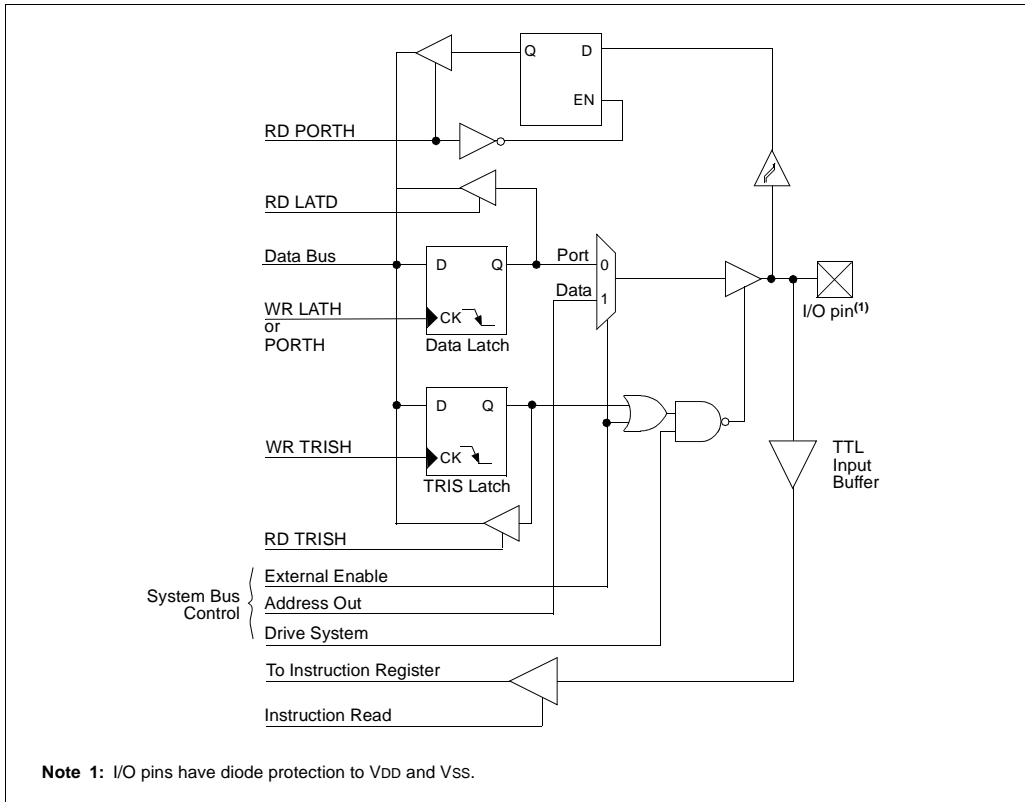 Q D
EN
RD PORTH
RD LATD
Data Bus
Port
D Q
0
Data
1
WR LATH
or
PORTH
CK
Data Latch
I/O pin(1)
D Q
WR TRISH
CK
TRIS Latch
TTL
Input
Buffer
RD TRISH
System Bus
Control
External Enable
Address Out
Drive System
To Instruction Register
Instruction Read
Note 1: I/O pins have diode protection to VDD and VSS.